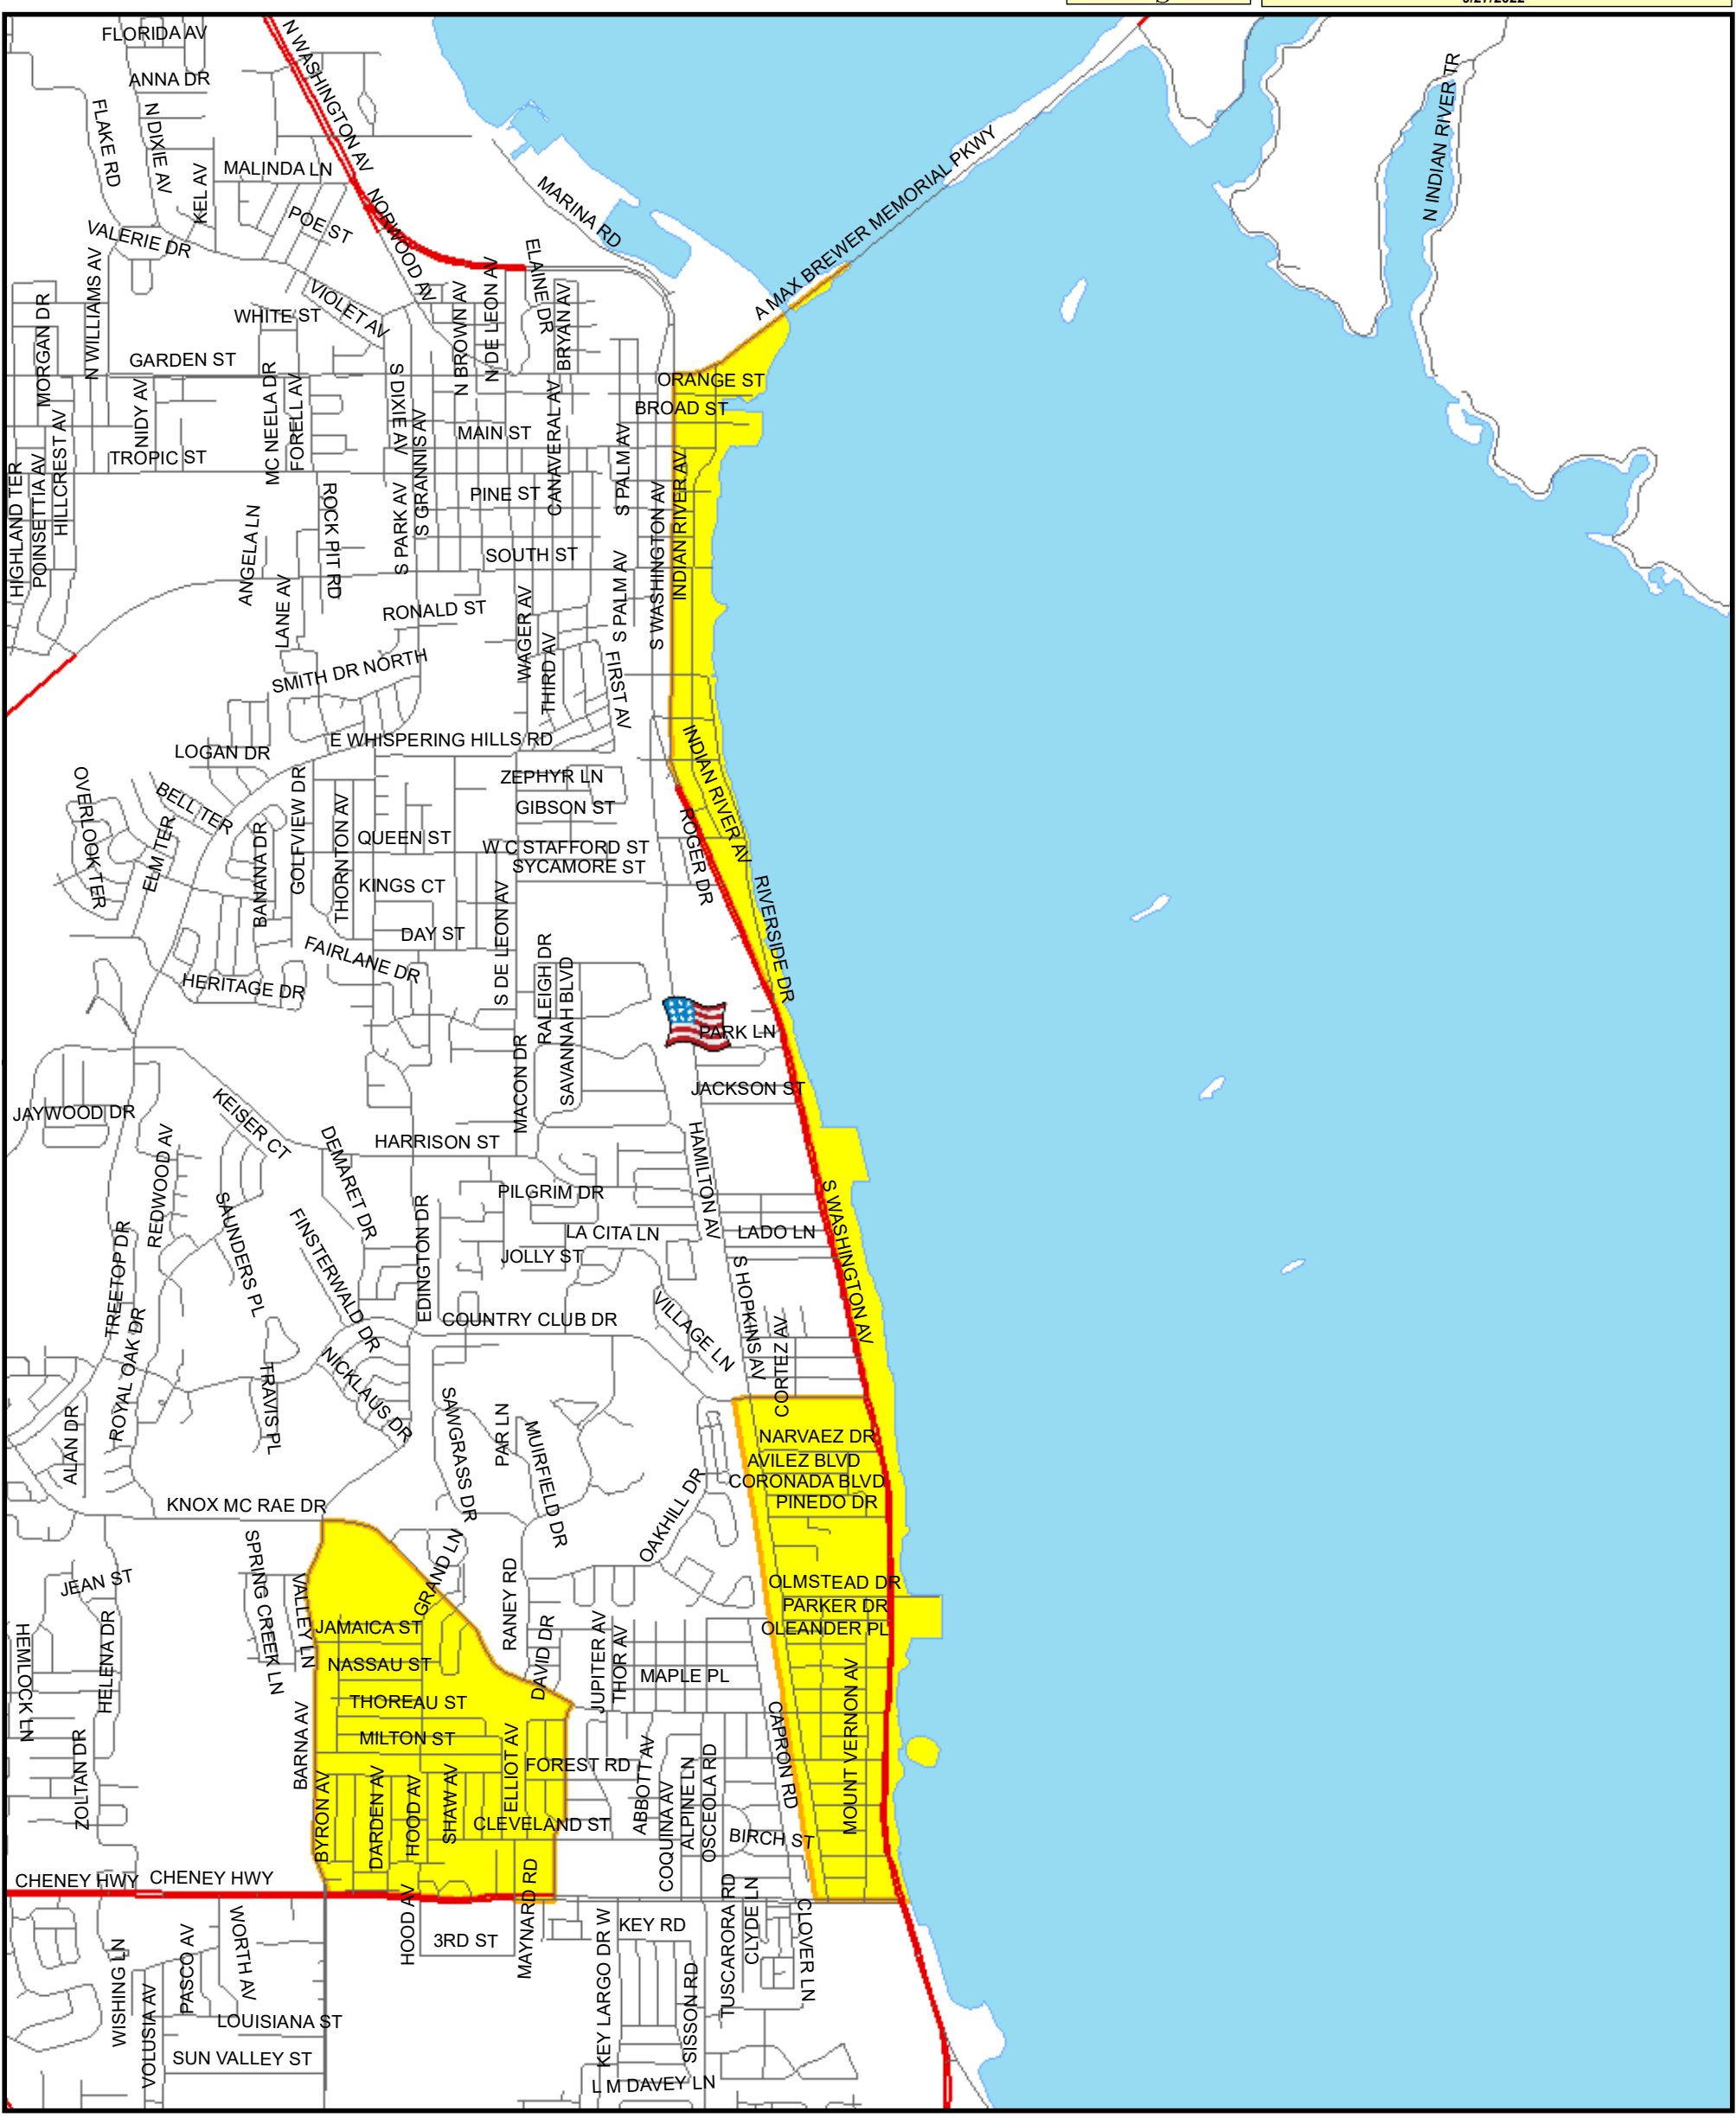 5/27/2022
FLORIDA AV
N WASHINGTON AV
ANNA DR
FLAKE RD
N DIXIE AV
KEL AV
MALINDA LN
MARINA RD
A MAX BREWER MEMORIAL PKWY
N INDIAN RIVER TR
VALERIE DR
POE ST
NORWOOD AV
ELAINE DR
N WILLIAMS AV
MORGAN DR
WHITE ST
VIOLET AV
N BROWN AV
N DE LEON AV
BRYAN AV
GARDEN ST
ORANGE ST
BROAD ST
NIDY AV
MC NEELA DR
FORELL AV
S DIXIE AV
S GRANNIS AV
MAIN ST
CANAVERAL AV
S PALM AV
TROPIC ST
HIGHLAND TER
POINSETTIA AV
HILLCREST AV
PINE ST
INDIAN RIVER AV
S WASHINGTON AV
ANGELA LN
ROCK PIT RD
S PARK AV
SOUTH ST
LANE AV
RONALD ST
WAGER AV
THIRD AV
S PALM AV
FIRST AV
SMITH DR NORTH
E WHISPERING HILLS RD
LOGAN DR
INDIAN RIVER AV
OVERLOOK TER
BELL TER
ELM TER
GOLFVIEW DR
THORNTON AV
ZEPHYR LN
GIBSON ST
QUEEN ST
W C STAFFORD ST
SYCAMORE ST
ROGER DR
BANANA DR
KINGS CT
RIVERSIDE DR
DAY ST
S DE LEON AV
FAIRLANE DR
HERITAGE DR
RALEIGH DR
SAVANNAH BLVD
PARK LN
MACON DR
JACKSON ST
JAYWOOD DR
KEISER CT
HARRISON ST
REDWOOD AV
DEMARET DR
HAMILTON AV
PILGRIM DR
SAUNDERS PL
EDINGTON DR
S WASHINGTON AV
LA CITA LN
LADO LN
TREETOP DR
FINSTERWALD DR
JOLLY ST
S HOPKINS AV
COUNTRY CLUB DR
VILLAGE LN
CORTEZ AV
ROYAL OAK DR
TRAVIS PL
NICKLAUS DR
SAWGRASS DR
PAR LN
MUIRFIELD DR
ALAN DR
NARVAEZ DR
AVILEZ BLVD
CORONADA BLVD
PINEDO DR
KNOX MC RAE DR
OAKHILL DR
SPRING CREEK LN
VALLEY LN
GRAND LN
RANEY RD
JEAN ST
OLMSTEAD DR
PARKER DR
OLEANDER PL
HELENA DR
JAMAICA ST
DAVID DR
JUPITER AV
THOR AV
HEMLOCK LN
NASSAU ST
MAPLE PL
THOREAU ST
MOUNT VERNON AV
CAPRON RD
BARNA AV
MILTON ST
ELLIOT AV
FOREST RD
ZOLTAN DR
ABBOTT AV
COQUINA AV
ALPINE LN
OSCEOLA RD
BYRON AV
DARDEN AV
HOOD AV
SHAW AV
CLEVELAND ST
BIRCH ST
CHENEY HWY
CHENEY HWY
HOOD AV
MAYNARD RD
3RD ST
KEY RD
TUSCARORA RD
CLYDE LN
CLOVER LN
WISHING LN
PASCO AV
WORTH AV
KEY LARGO DR W
SISSON RD
VOLUSIA AV
LOUISIANA ST
SUN VALLEY ST
L M DAVEY LN